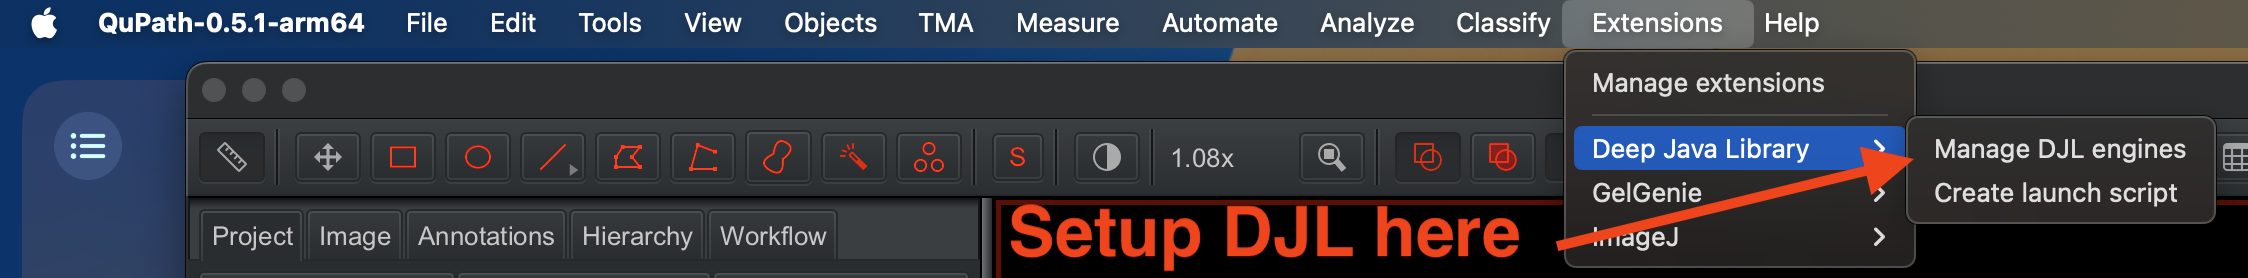 QuPath-0.5.1-arm64 File Edit Tools View Objects TMA Measure Automate Analyze Classify Extensions Help
Manage extensions
Deep Java Library
Manage DJL engines
GelGenie
Create launch script
ImageJ
S 1.08x
Project Image Annotations Hierarchy Workflow
Setup DJL here